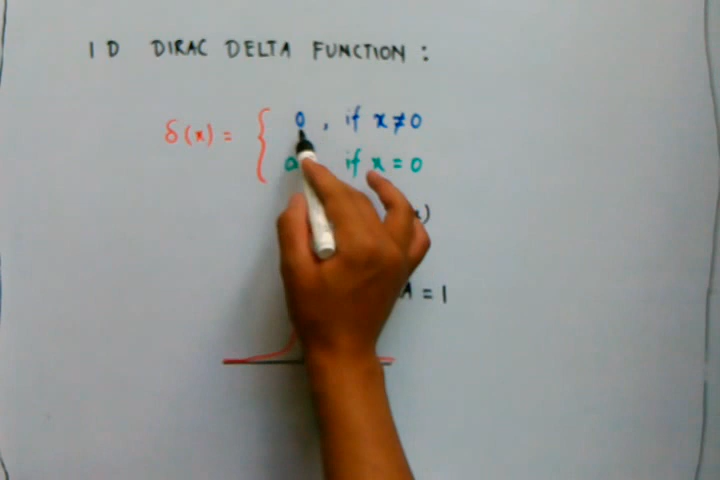 1 D DIRAC DELTA FUNCTION :
δ(x) = { 0 , if x ≠ 0
if x = 0
x)
A = 1